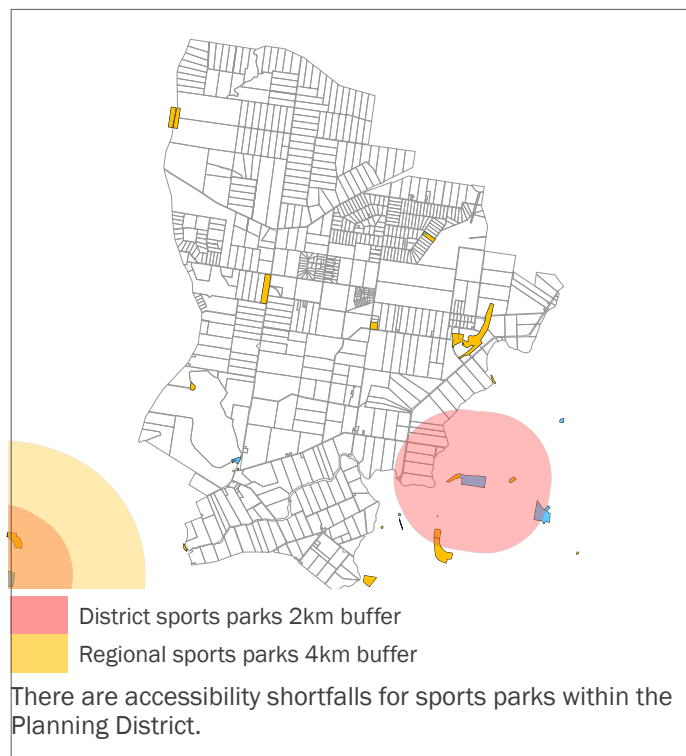 District sports parks 2km buffer
Regional sports parks 4km buffer
There are accessibility shortfalls for sports parks within the
Planning District.